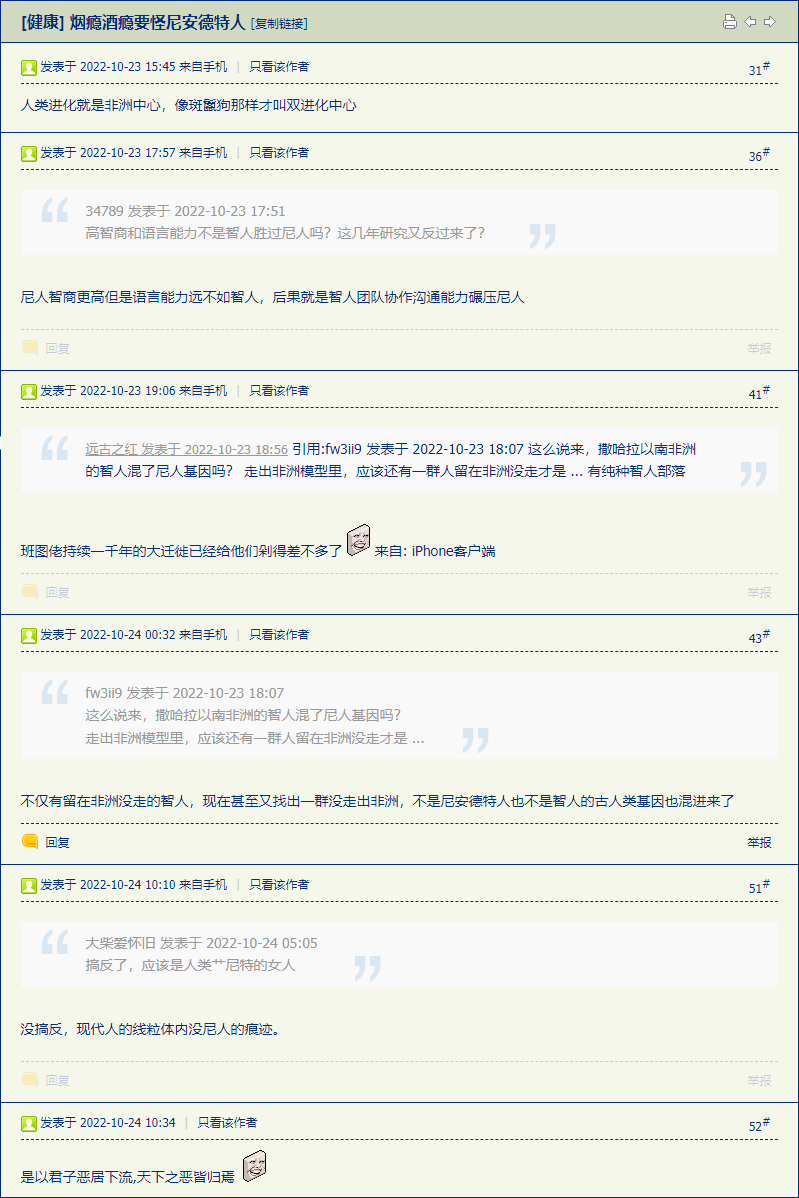 [健康] 烟瘾酒瘾要怪尼安德特人 [复制链接]
发表于 2022-10-23 15:45 来自手机 | 只看该作者 31#
人类进化就是非洲中心，像斑鬣狗那样才叫双进化中心
发表于 2022-10-23 17:57 来自手机 | 只看该作者 36#
34789 发表于 2022-10-23 17:51
高智商和语言能力不是智人胜过尼人吗？这几年研究又反过来了？
尼人智商更高但是语言能力远不如智人，后果就是智人团队协作沟通能力碾压尼人
回复 举报
发表于 2022-10-23 19:06 来自手机 | 只看该作者 41#
远古之红 发表于 2022-10-23 18:56 引用:fw3ii9 发表于 2022-10-23 18:07 这么说来，撒哈拉以南非洲
的智人混了尼人基因吗？ 走出非洲模型里，应该还有一群人留在非洲没走才是 ... 有纯种智人部落
班图佬持续一千年的大迁徙已经给他们剁得差不多了 来自: iPhone客户端
回复 举报
发表于 2022-10-24 00:32 来自手机 | 只看该作者 43#
fw3ii9 发表于 2022-10-23 18:07
这么说来，撒哈拉以南非洲的智人混了尼人基因吗？
走出非洲模型里，应该还有一群人留在非洲没走才是 ...
不仅有留在非洲没走的智人，现在甚至又找出一群没走出非洲，不是尼安德特人也不是智人的古人类基因也混进来了
回复 举报
发表于 2022-10-24 10:10 来自手机 | 只看该作者 51#
大柴爱怀旧 发表于 2022-10-24 05:05
搞反了，应该是人类艹尼特的女人
没搞反，现代人的线粒体内没尼人的痕迹。
回复 举报
发表于 2022-10-24 10:34 | 只看该作者 52#
是以君子恶居下流,天下之恶皆归焉